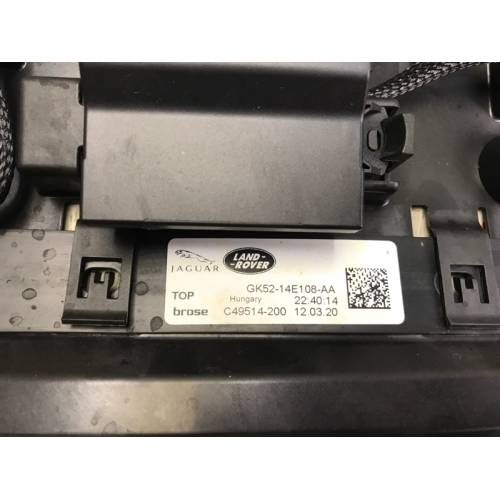 JAGUAR
LAND-
-ROVER
TOP
GK52-14E108-AA
Hungary 22:40:14
brose C49514-200 12.03.20